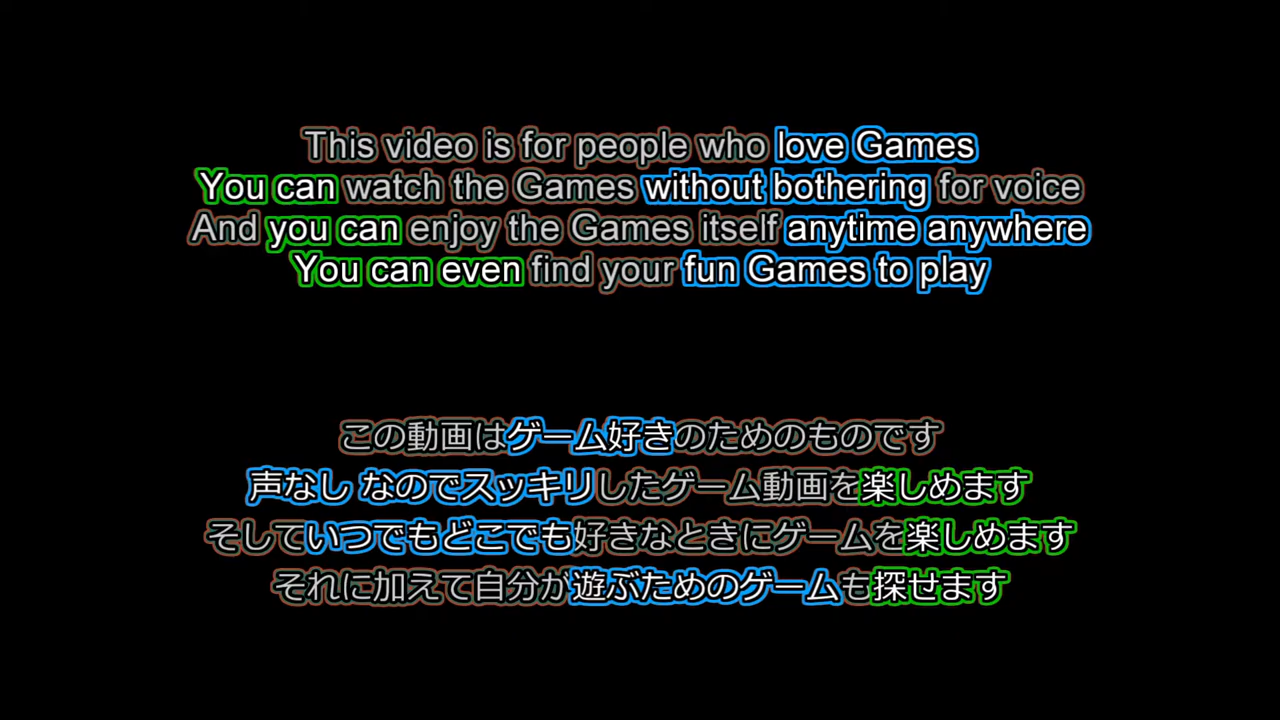 This video is for people who love Games
You can watch the Games without bothering for voice
And you can enjoy the Games itself anytime anywhere
You can even find your fun Games to play
この動画はゲーム好きのためのものです
声なし なのでスッキリしたゲーム動画を楽しめます
そしていつでもどこでも好きなときにゲームを楽しめます
それに加えて自分が遊ぶためのゲームも探せます